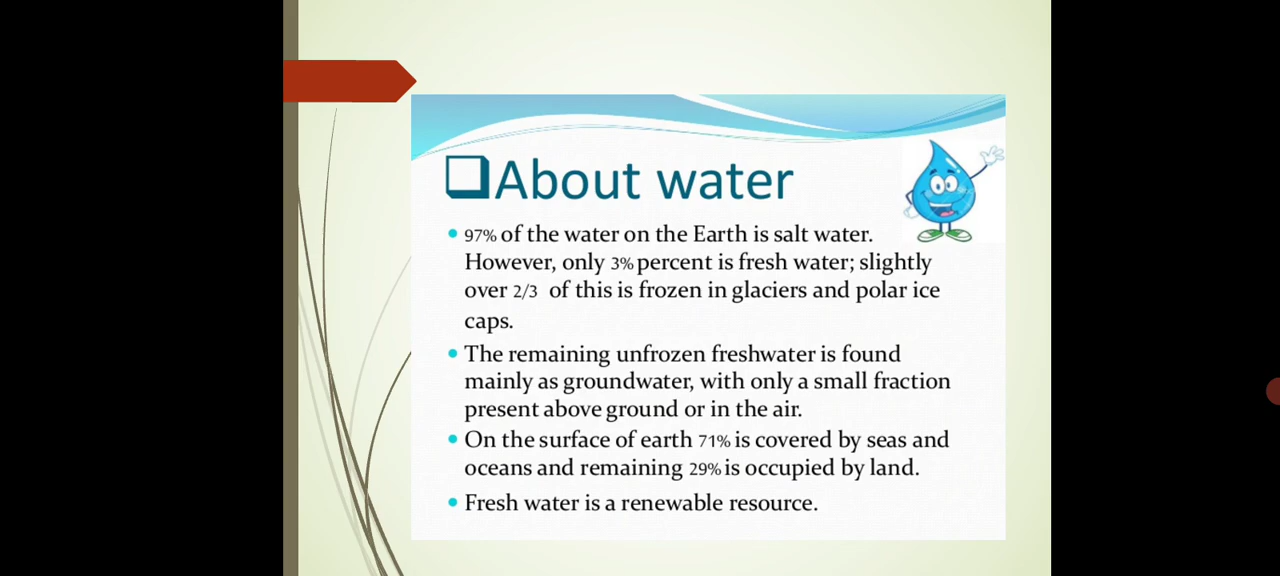 ❑About water
• 97% of the water on the Earth is salt water.
However, only 3% percent is fresh water; slightly
over 2/3 of this is frozen in glaciers and polar ice
caps.
• The remaining unfrozen freshwater is found
mainly as groundwater, with only a small fraction
present above ground or in the air.
• On the surface of earth 71% is covered by seas and
oceans and remaining 29% is occupied by land.
• Fresh water is a renewable resource.